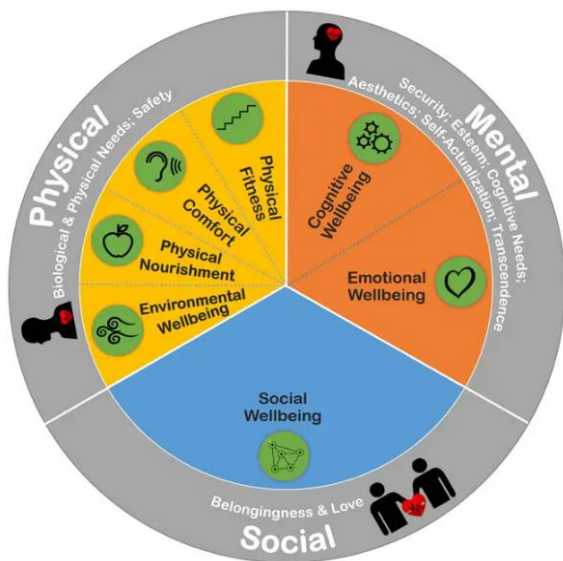 Physical
Biological & Physical Needs; Safety
Mental
Security; Esteem; Cognitive Needs;
Aesthetics; Self-Actualization; Transcendence
Physical
Fitness
Physical
Comfort
Physical
Nourishment
Environmental
Wellbeing
Cognitive
Wellbeing
Emotional
Wellbeing
Social
Wellbeing
Belongingness & Love
Social